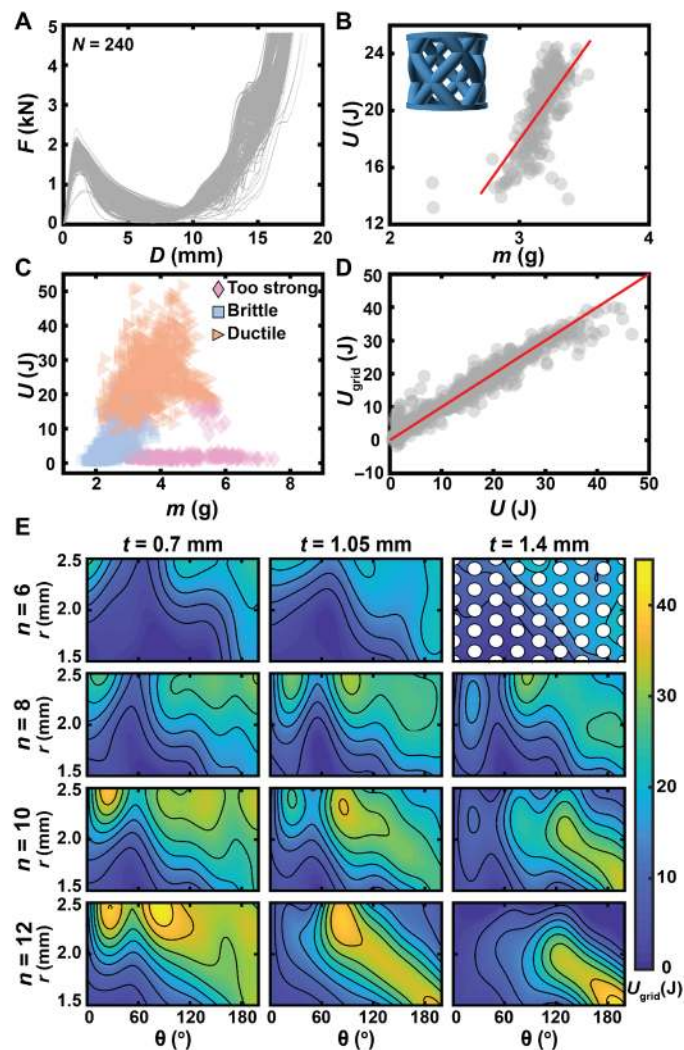 A
N = 240
F (kN)
5
4
3
2
1
0
0
5
10
15
20
D (mm)
B
U (J)
24
20
16
12
2
3
4
m (g)
C
Too strong
Brittle
Ductile
U (J)
50
40
30
20
10
0
2
4
6
8
m (g)
D
U_grid (J)
50
40
30
20
10
0
–10
0
10
20
30
40
50
U (J)
E
t = 0.7 mm
t = 1.05 mm
t = 1.4 mm
n = 6
r (mm)
2.5
2.0
1.5
n = 8
r (mm)
2.5
2.0
1.5
n = 10
r (mm)
2.5
2.0
1.5
n = 12
r (mm)
2.5
2.0
1.5
0 60 120 180
0 60 120 180
0 60 120 180
θ (°)
θ (°)
θ (°)
40
30
20
10
0
U_grid(J)